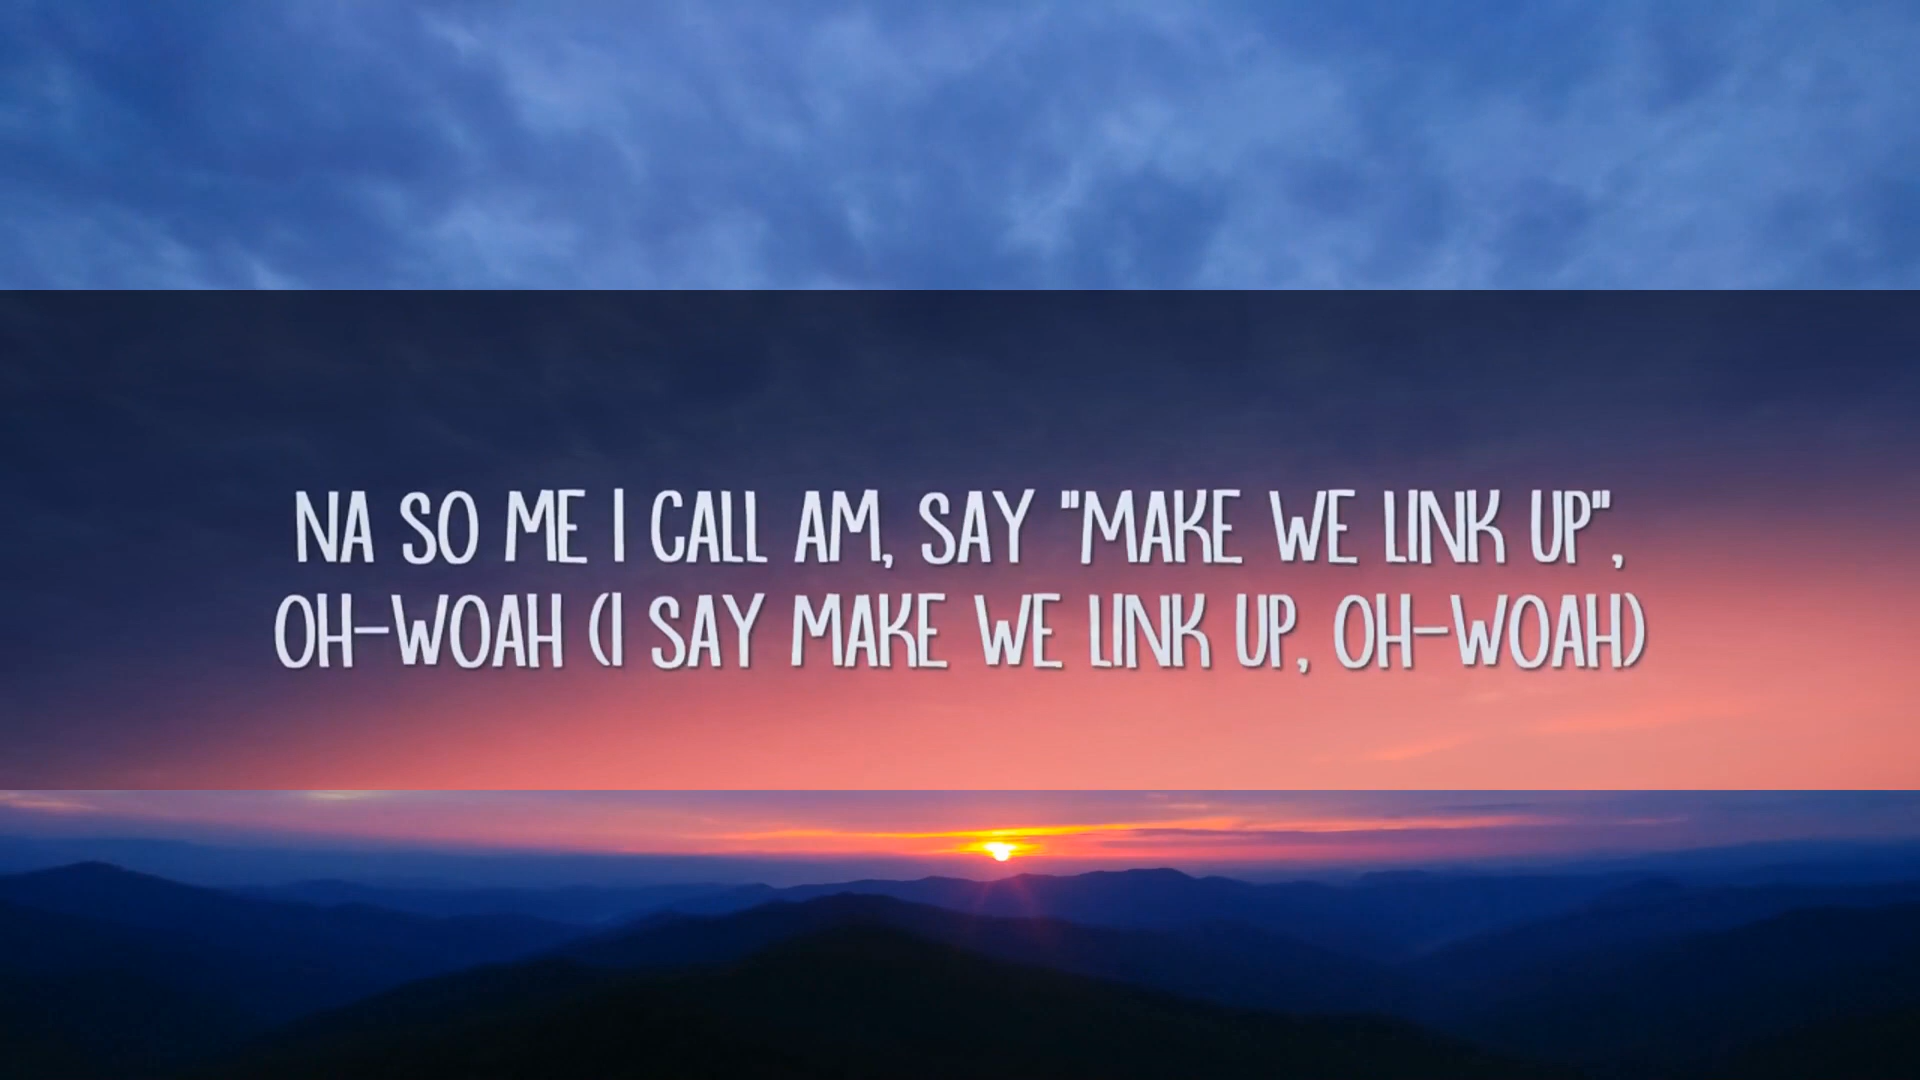 NA SO ME I CALL AM, SAY "MAKE WE LINK UP",
OH-WOAH (I SAY MAKE WE LINK UP, OH-WOAH)